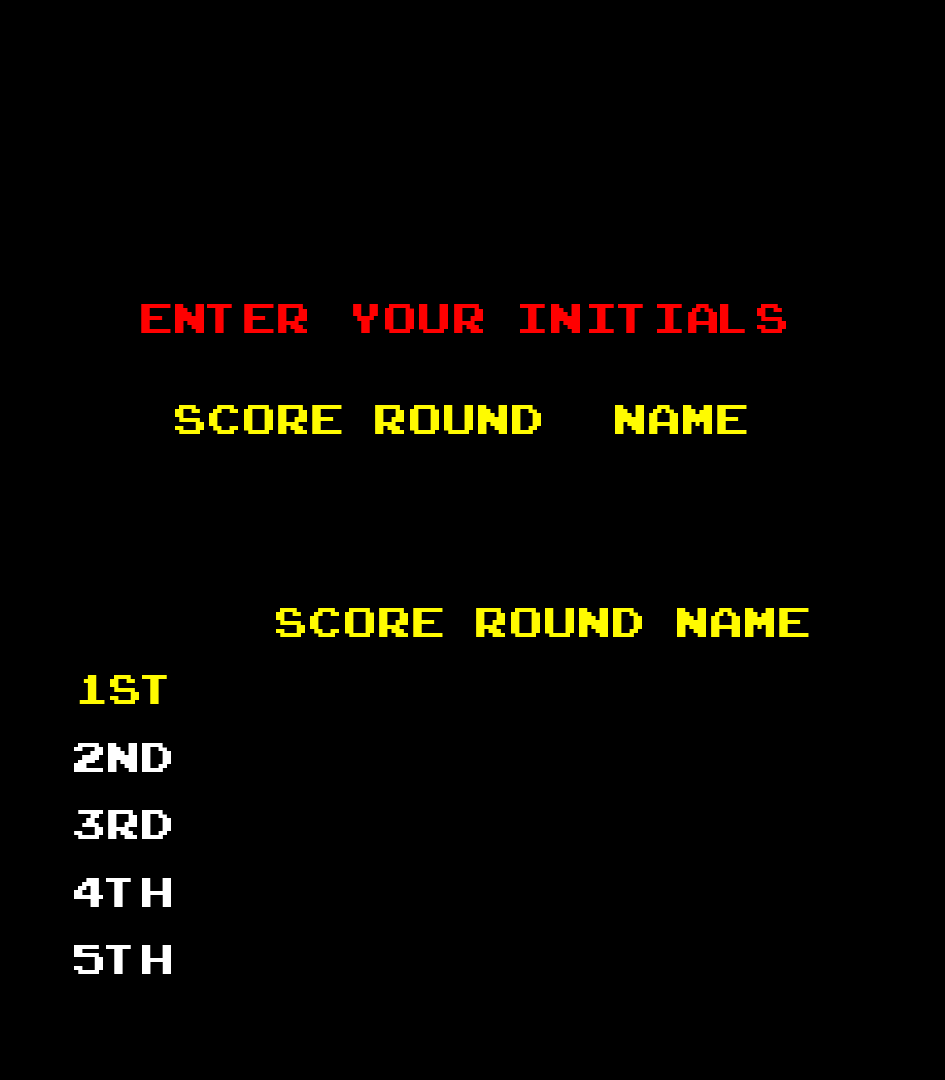 ENTER YOUR INITIALS
SCORE ROUND NAME
SCORE ROUND NAME
1ST
2ND
3RD
4TH
5TH